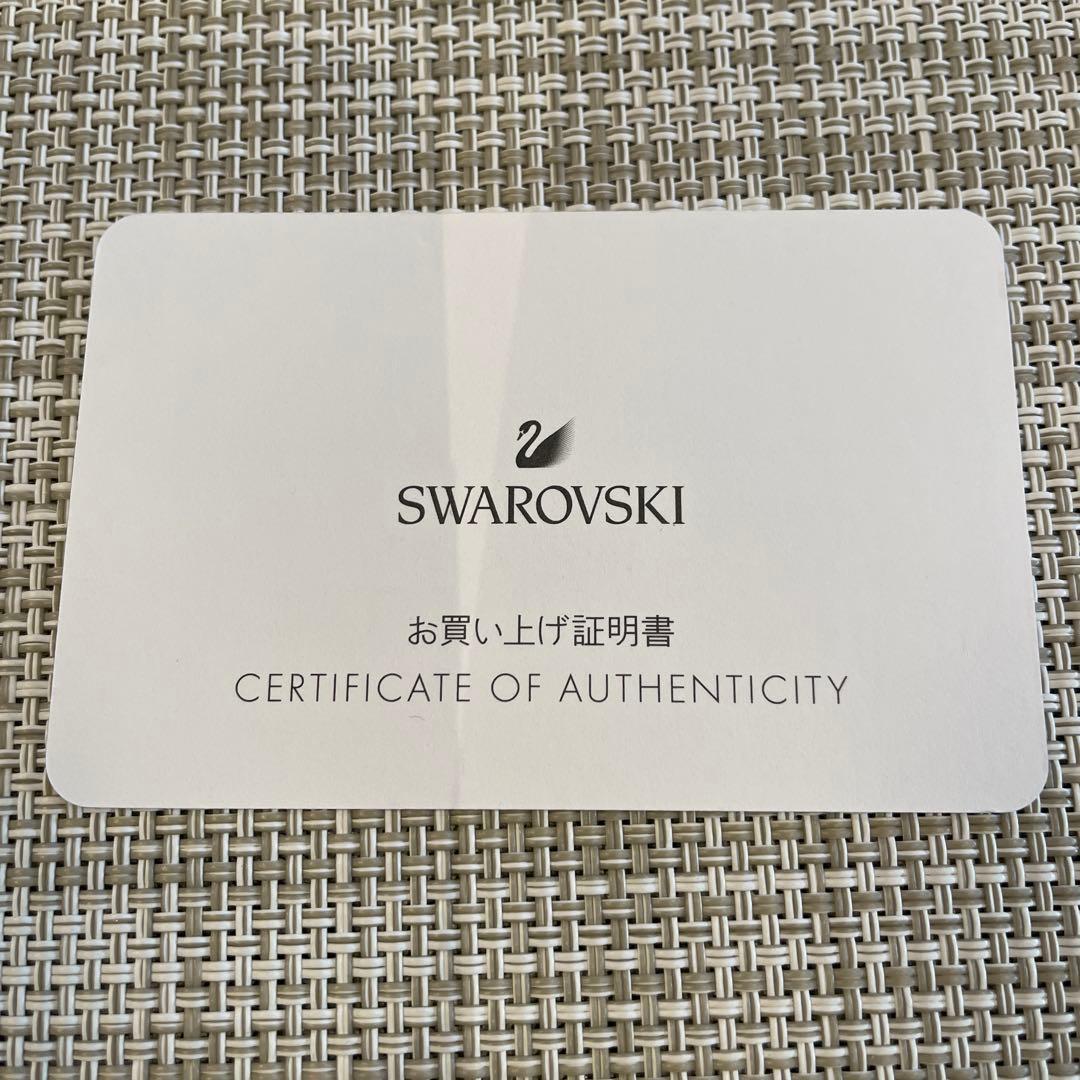 SWAROVSKI
お買い上げ証明書
CERTIFICATE OF AUTHENTICITY